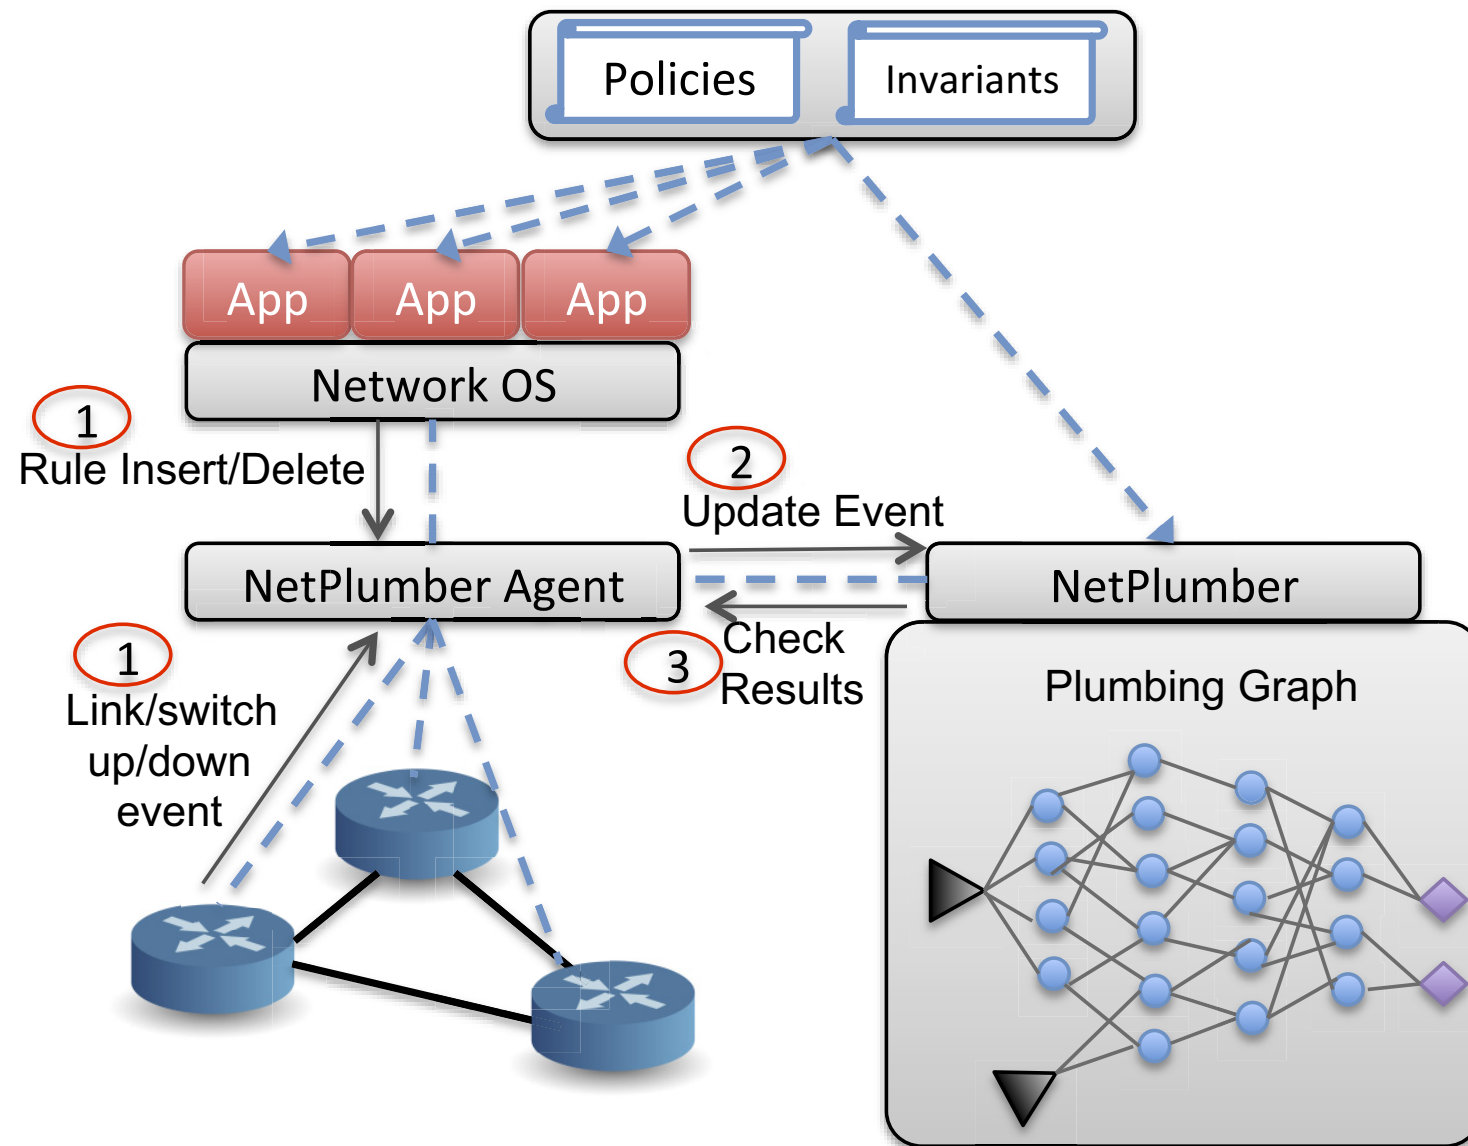 Policies
Invariants
App
App
App
Network OS
1
Rule Insert/Delete
2
Update Event
NetPlumber Agent
NetPlumber
1
Link/switch
up/down
event
3
Check
Results
Plumbing Graph